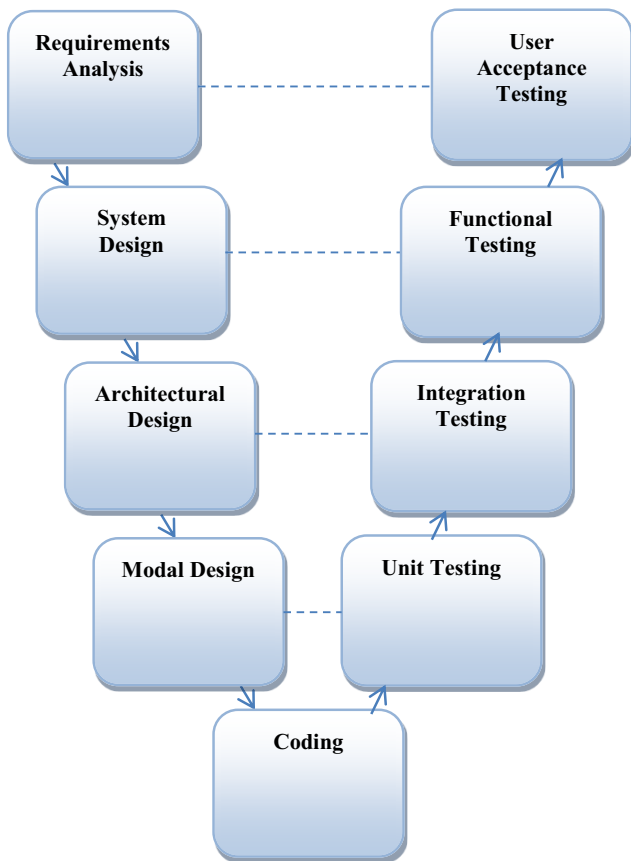 Requirements
Analysis
User
Acceptance
Testing
System
Design
Functional
Testing
Architectural
Design
Integration
Testing
Modal Design
Unit Testing
Coding